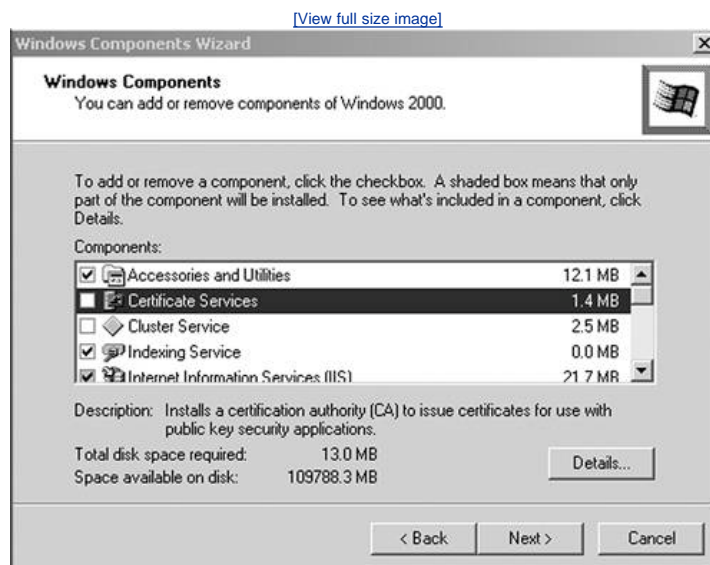 [View full size image]
Windows Components Wizard
Windows Components
You can add or remove components of Windows 2000.
To add or remove a component, click the checkbox. A shaded box means that only
part of the component will be installed. To see what's included in a component, click
Details.
Components:
Accessories and Utilities 12.1 MB
Certificate Services 1.4 MB
Cluster Service 2.5 MB
Indexing Service 0.0 MB
Internet Information Services (IIS) 21.7 MB
Description: Installs a certification authority (CA) to issue certificates for use with
public key security applications.
Total disk space required: 13.0 MB
Space available on disk: 109788.3 MB
Details...
< Back Next > Cancel